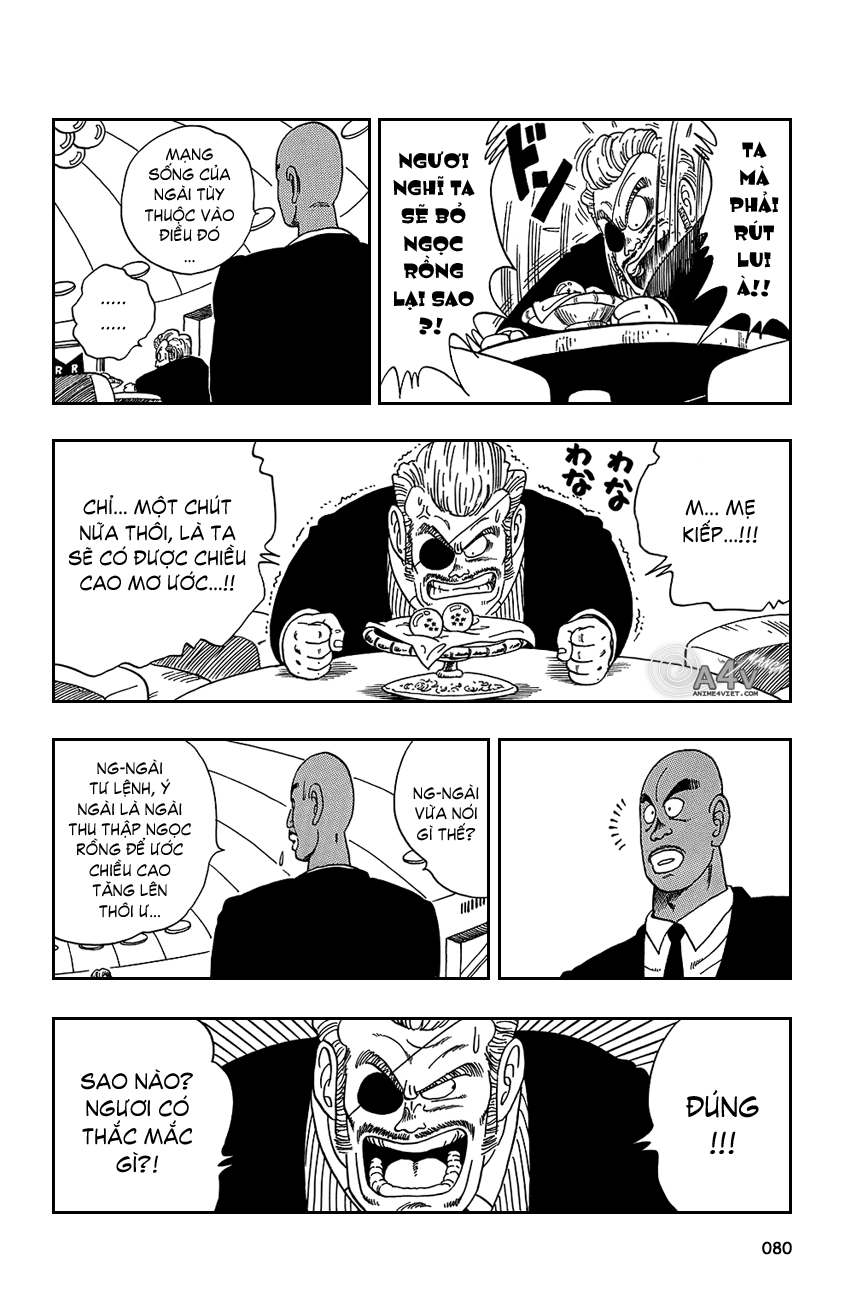 TA
MÀ
PHẢI
RÚT
LUI
À!!
ドン
NGƯƠI
NGHĨ TA
SẼ BỎ
NGỌC
RỒNG
LẠI SAO
?!
MẠNG
SỐNG CỦA
NGÀI TÙY
THUỘC VÀO
ĐIỀU ĐÓ
...
.....
.....
R R
M... MẸ
KIẾP...!!!
わな
わな
CHỈ... MỘT CHÚT
NỮA THÔI, LÀ TA
SẼ CÓ ĐƯỢC CHIỀU
CAO MƠ ƯỚC...!!
A4V
ANIME4VIET.COM
NG-NGÀI
VỪA NÓI
GÌ THẾ?
NG-NGÀI
TƯ LỆNH, Ý
NGÀI LÀ NGÀI
THU THẬP NGỌC
RỒNG ĐỂ ƯỚC
CHIỀU CAO
TĂNG LÊN
THÔI Ư...
ĐÚNG
!!!
SAO NÀO?
NGƯƠI CÓ
THẮC MẮC
GÌ?!
080